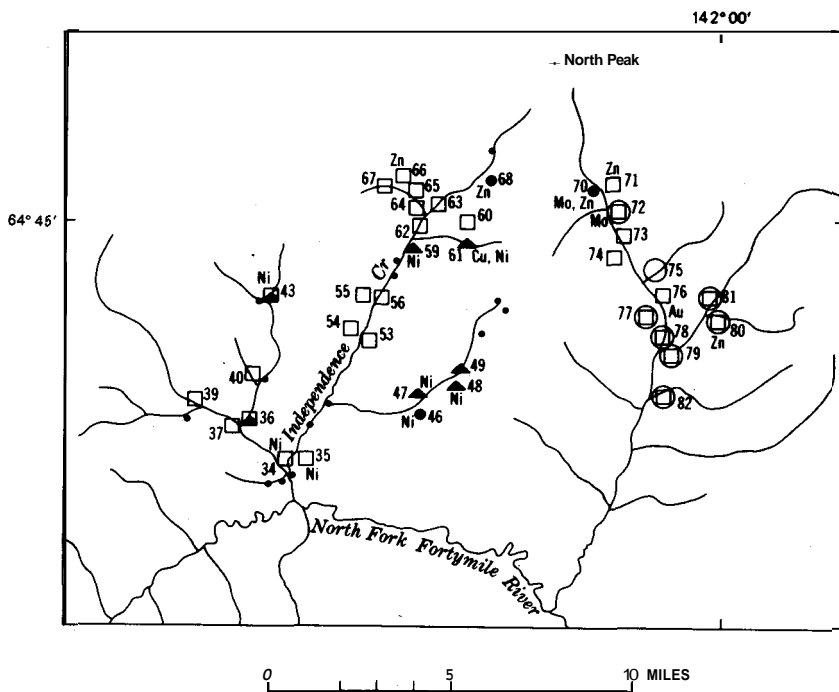 142°00'
North Peak
Zn
66
67
65
64
63
Zn
68
62
60
59
Ni
61
Cu, Ni
Zn
71
70
Mo, Zn
Mo
72
73
74
75
76
Au
77
78
79
81
80
Zn
82
64°45'
Ni
43
55
56
54
53
40
39
36
37
49
Ni
47
48
Ni
Ni
46
Ni
34
35
Ni
Independence Cr
North Fork Fortymile River
0 5 10 MILES